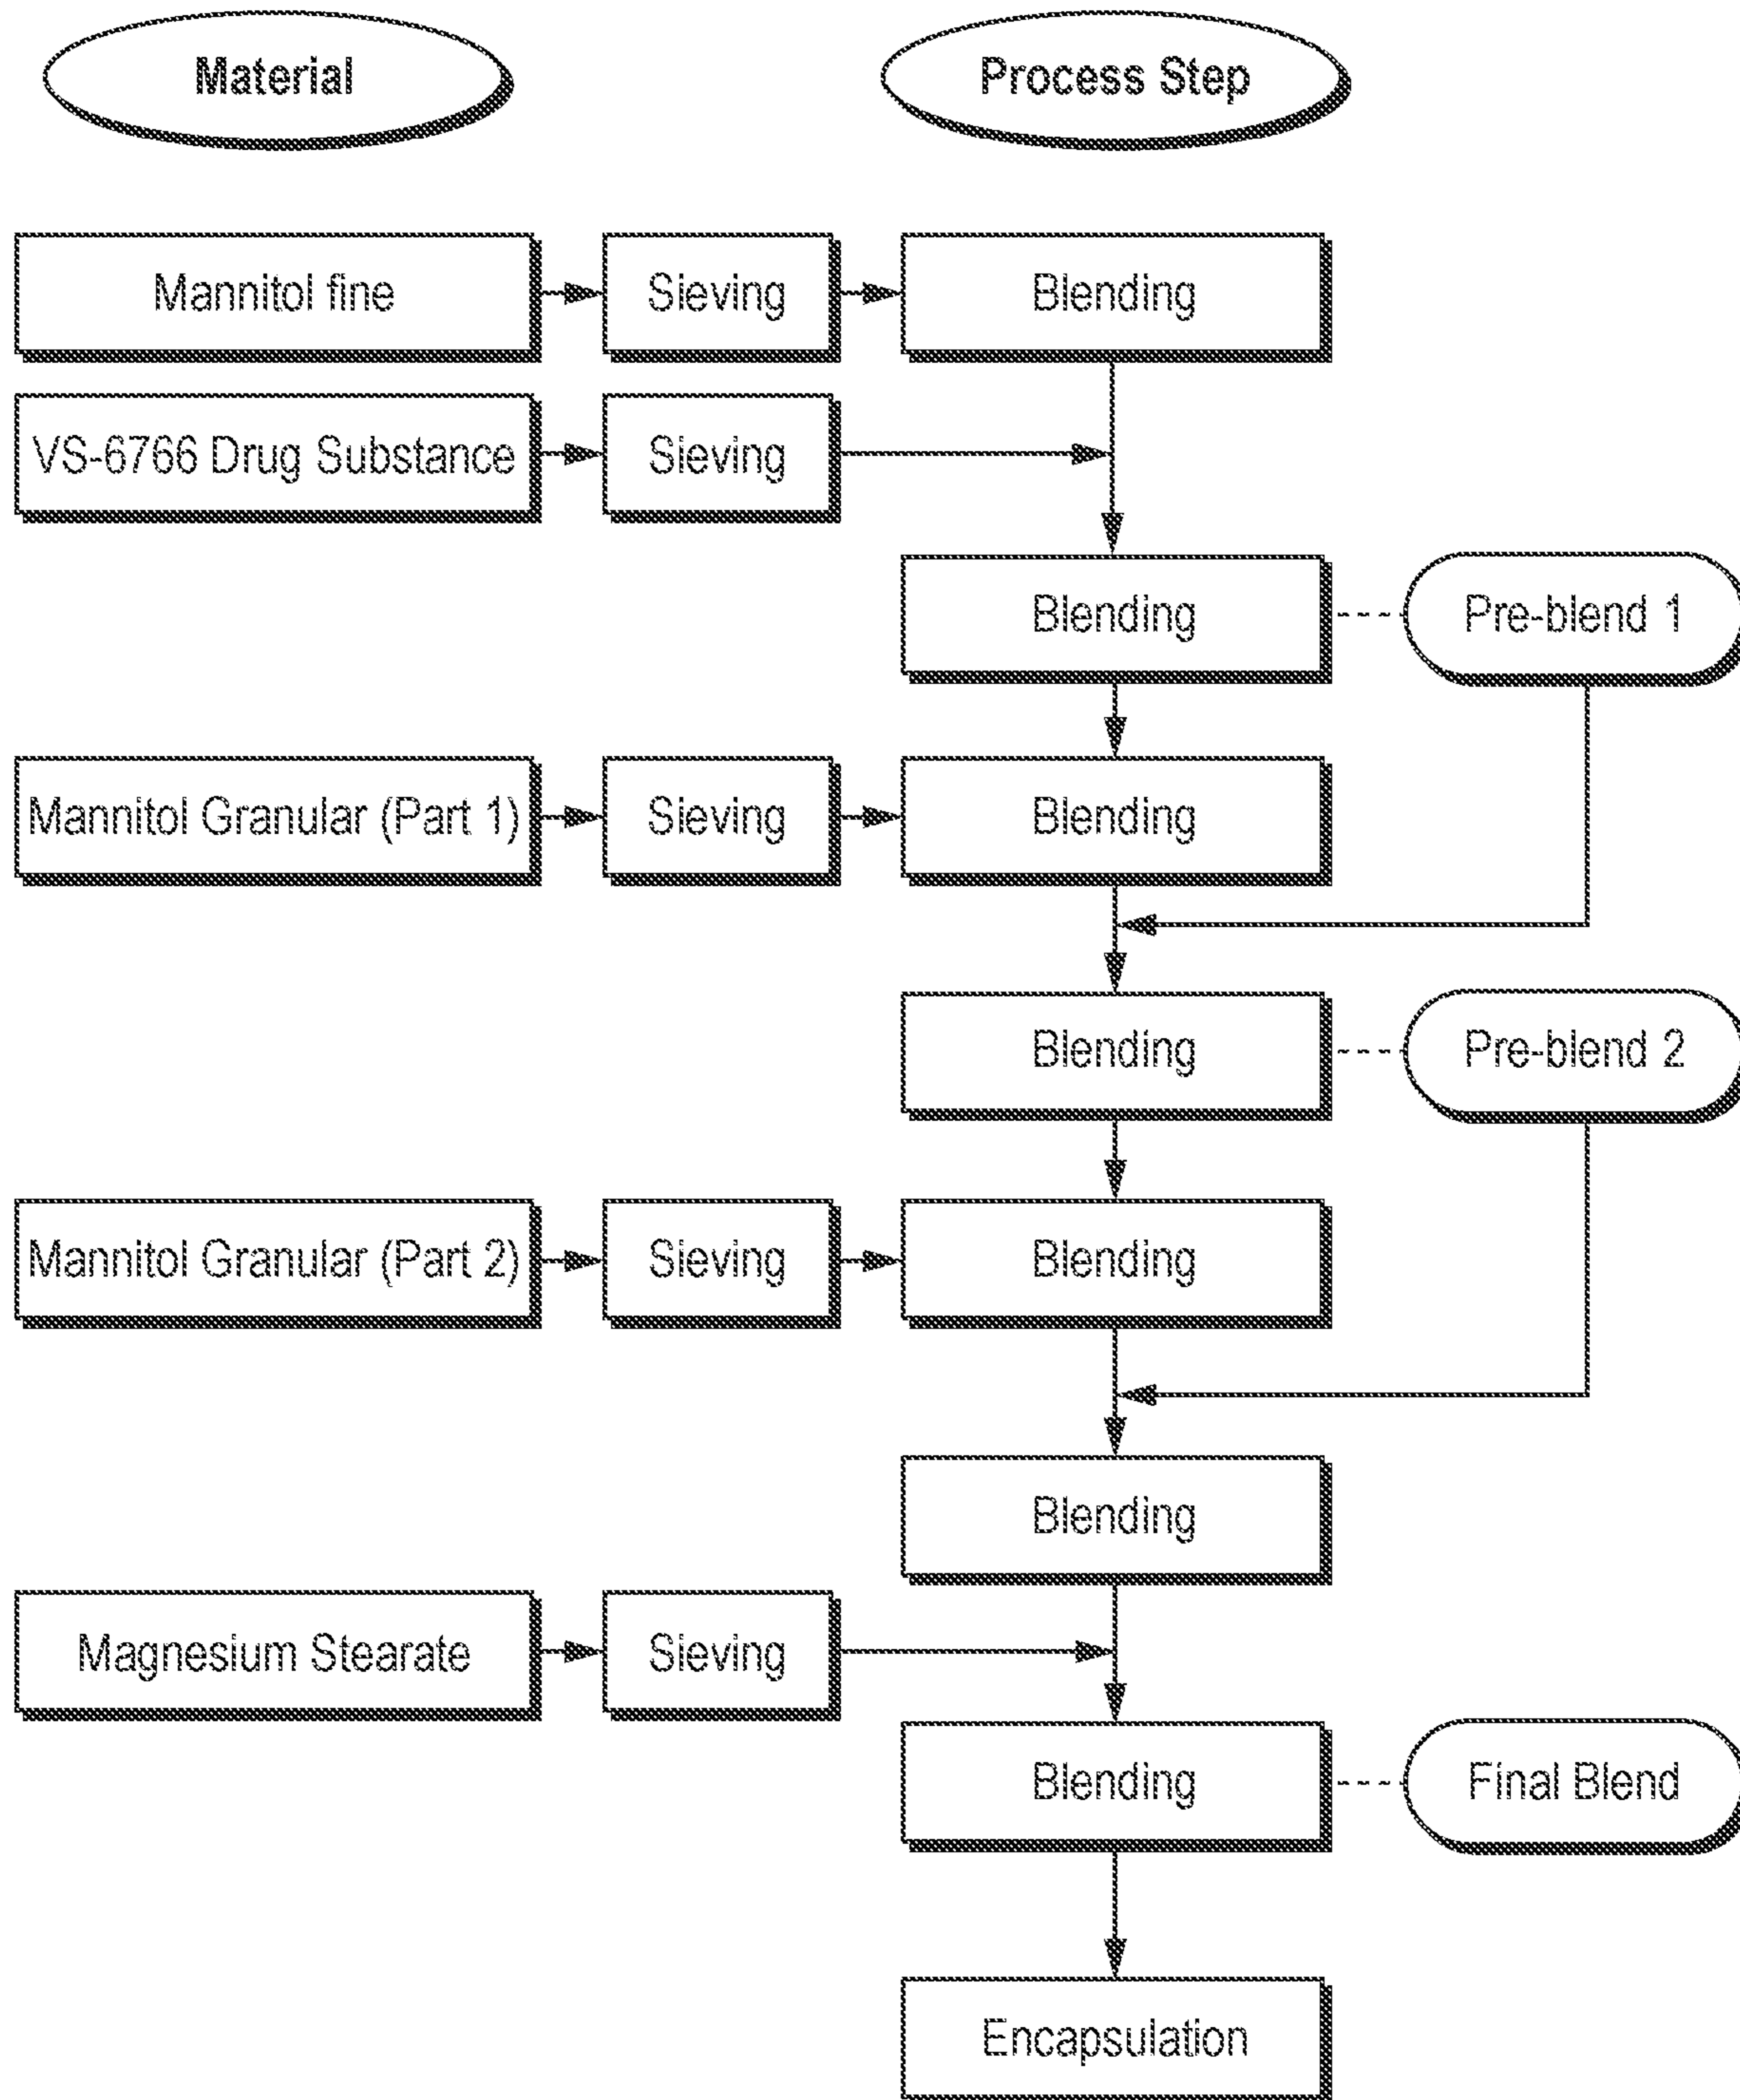 Material
Process Step
Mannitol fine
Sieving
Blending
VS-6766 Drug Substance
Sieving
Blending
Pre-blend 1
Mannitol Granular (Part 1)
Sieving
Blending
Blending
Pre-blend 2
Mannitol Granular (Part 2)
Sieving
Blending
Blending
Magnesium Stearate
Sieving
Blending
Final Blend
Encapsulation